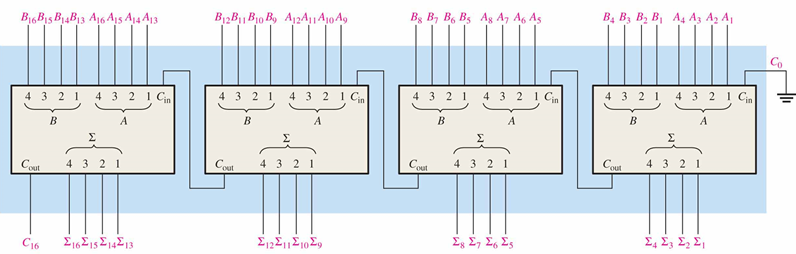 B16 B15 B14 B13 A16 A15 A14 A13 B12 B11 B10 B9 A12 A11 A10 A9 B8 B7 B6 B5 A8 A7 A6 A5 B4 B3 B2 B1 A4 A3 A2 A1
C0
4 3 2 1 4 3 2 1 Cin 4 3 2 1 4 3 2 1 Cin 4 3 2 1 4 3 2 1 Cin 4 3 2 1 4 3 2 1 Cin
B A B A B A B A
Σ Σ Σ Σ
Cout 4 3 2 1 Cout 4 3 2 1 Cout 4 3 2 1 Cout 4 3 2 1
C16 Σ16 Σ15 Σ14 Σ13 Σ12 Σ11 Σ10 Σ9 Σ8 Σ7 Σ6 Σ5 Σ4 Σ3 Σ2 Σ1